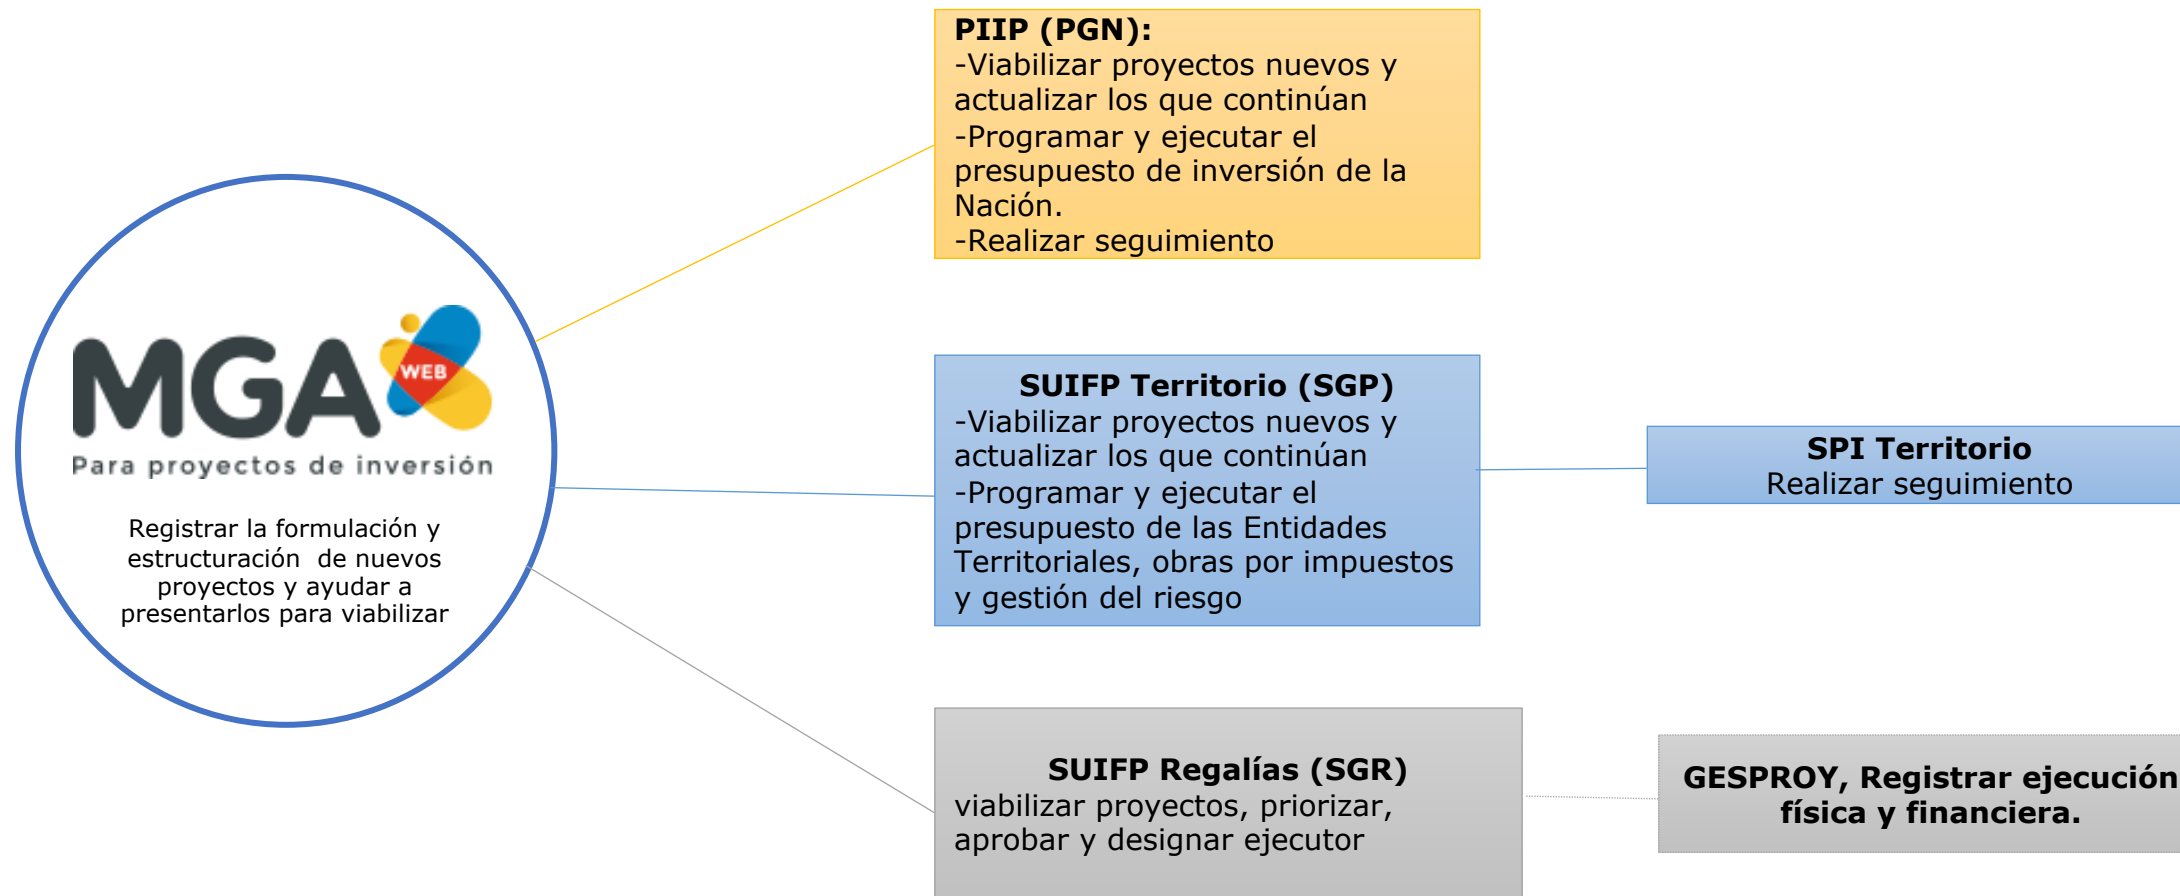 MGA
WEB
Para proyectos de inversión
Registrar la formulación y
estructuración  de nuevos
proyectos y ayudar a
presentarlos para viabilizar
PIIP (PGN):
-Viabilizar proyectos nuevos y
actualizar los que continúan
-Programar y ejecutar el
presupuesto de inversión de la
Nación.
-Realizar seguimiento
SUIFP Territorio (SGP)
-Viabilizar proyectos nuevos y
actualizar los que continúan
-Programar y ejecutar el
presupuesto de las Entidades
Territoriales, obras por impuestos
y gestión del riesgo
SPI Territorio
Realizar seguimiento
SUIFP Regalías (SGR)
viabilizar proyectos, priorizar,
aprobar y designar ejecutor
GESPROY, Registrar ejecución
física y financiera.